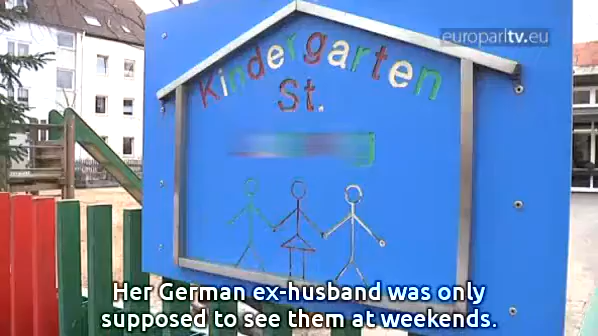 europarltv.eu
Kindergarten
St.
Her German ex-husband was only
supposed to see them at weekends.